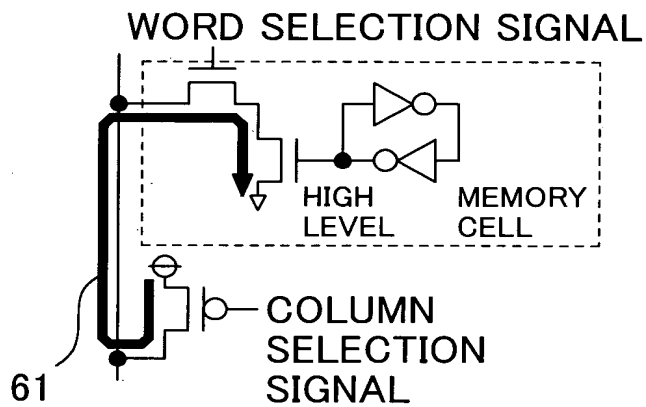 WORD SELECTION SIGNAL
HIGH
LEVEL
MEMORY
CELL
COLUMN
SELECTION
SIGNAL
61